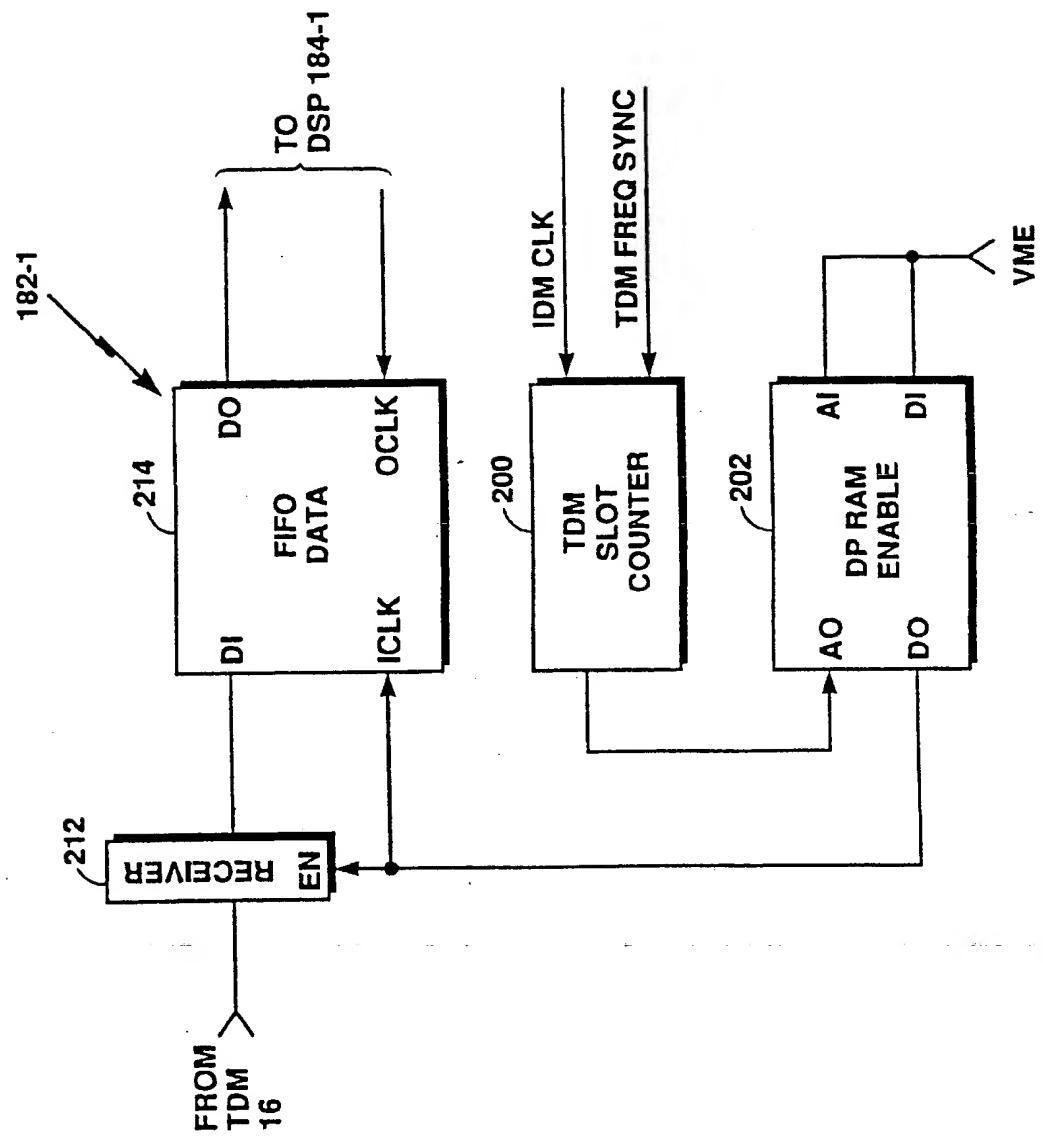 182-1
212
RECEIVER
EN
FROM
TDM
16
214
DI
DO
FIFO
DATA
ICLK
OCLK
TO
DSP 184-1
200
TDM
SLOT
COUNTER
IDM CLK
TDM FREQ SYNC
202
AO
AI
DP RAM
ENABLE
DO
DI
VME